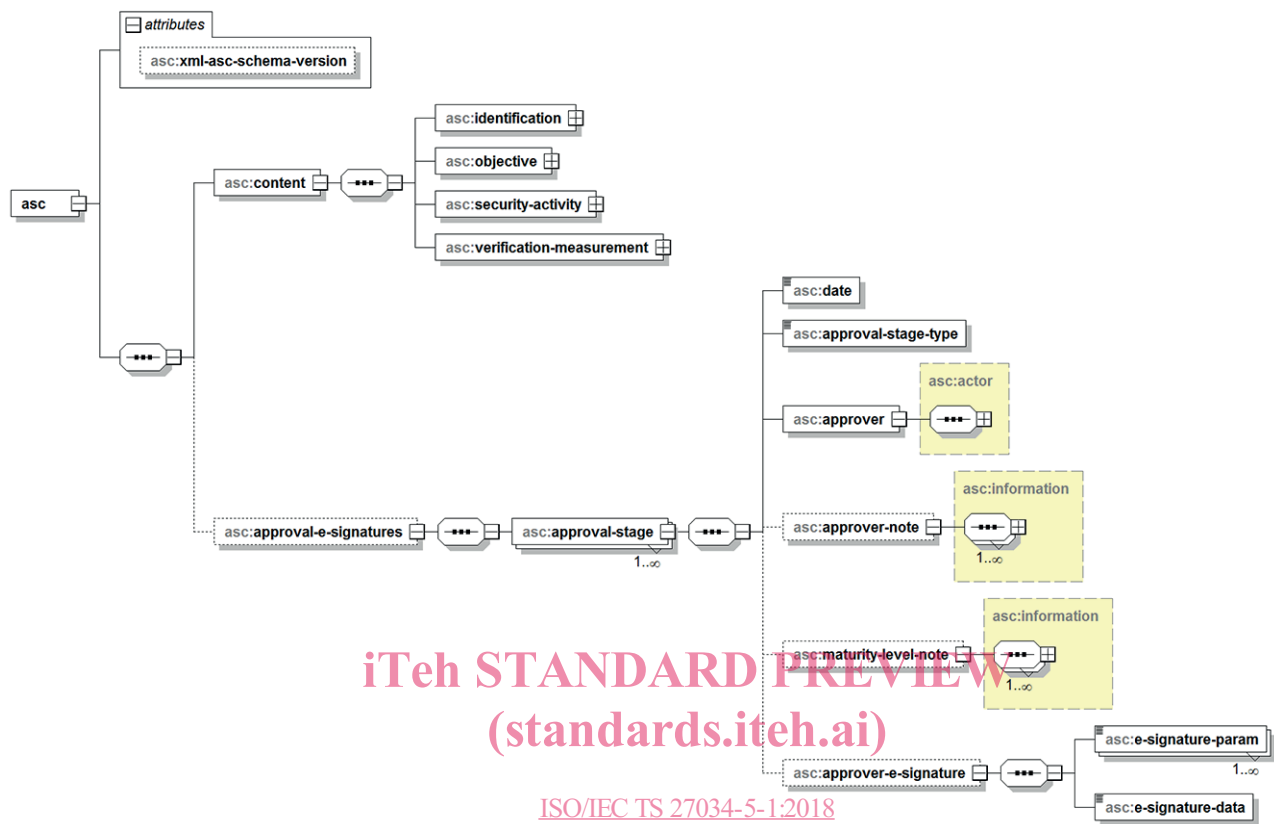 attributes
asc:xml-asc-schema-version
asc:identification
asc:objective
asc:content
asc:security-activity
asc
asc:verification-measurement
asc:date
asc:approval-stage-type
asc:actor
asc:approver
asc:information
asc:approval-e-signatures
asc:approval-stage
1..∞
asc:approver-note
1..∞
asc:information
asc:maturity-level-note
1..∞
iTeh STANDARD PREVIEW
(standards.iteh.ai)
asc:e-signature-param
1..∞
asc:approver-e-signature
asc:e-signature-data
ISO/IEC TS 27034-5-1:2018